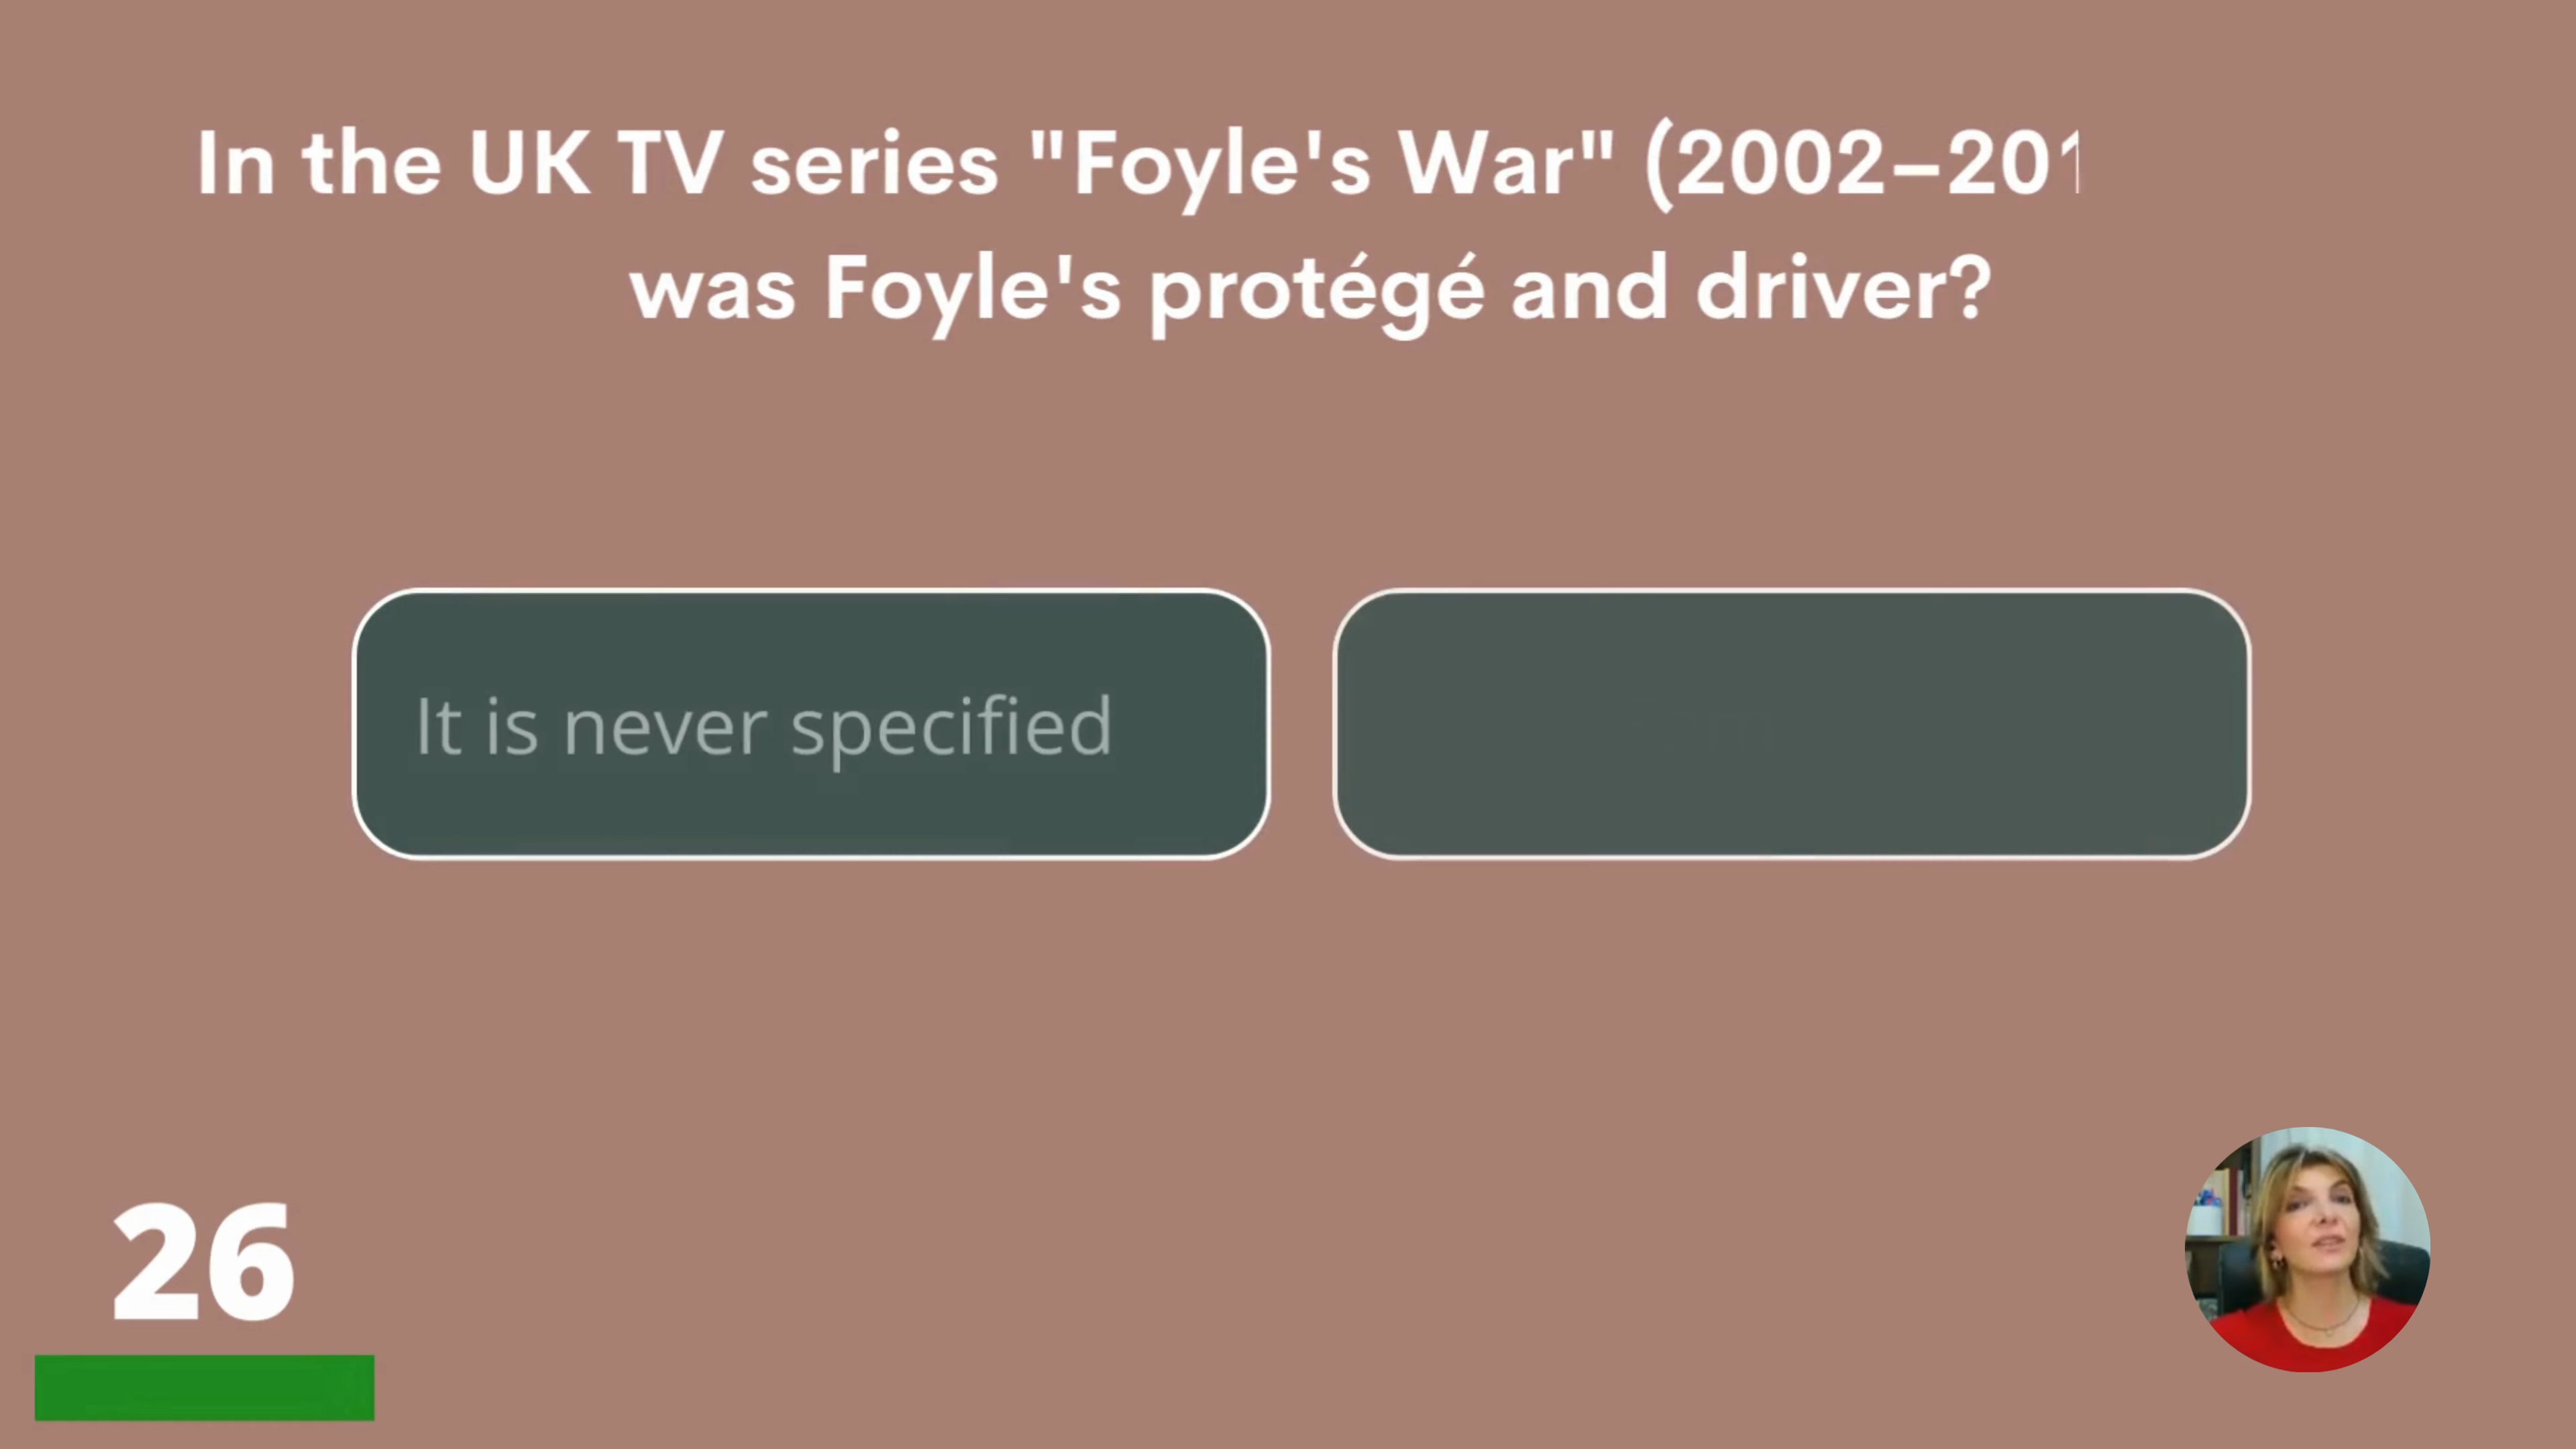 In the UK TV series "Foyle's War" (2002–201
was Foyle's protégé and driver?
It is never specified
26